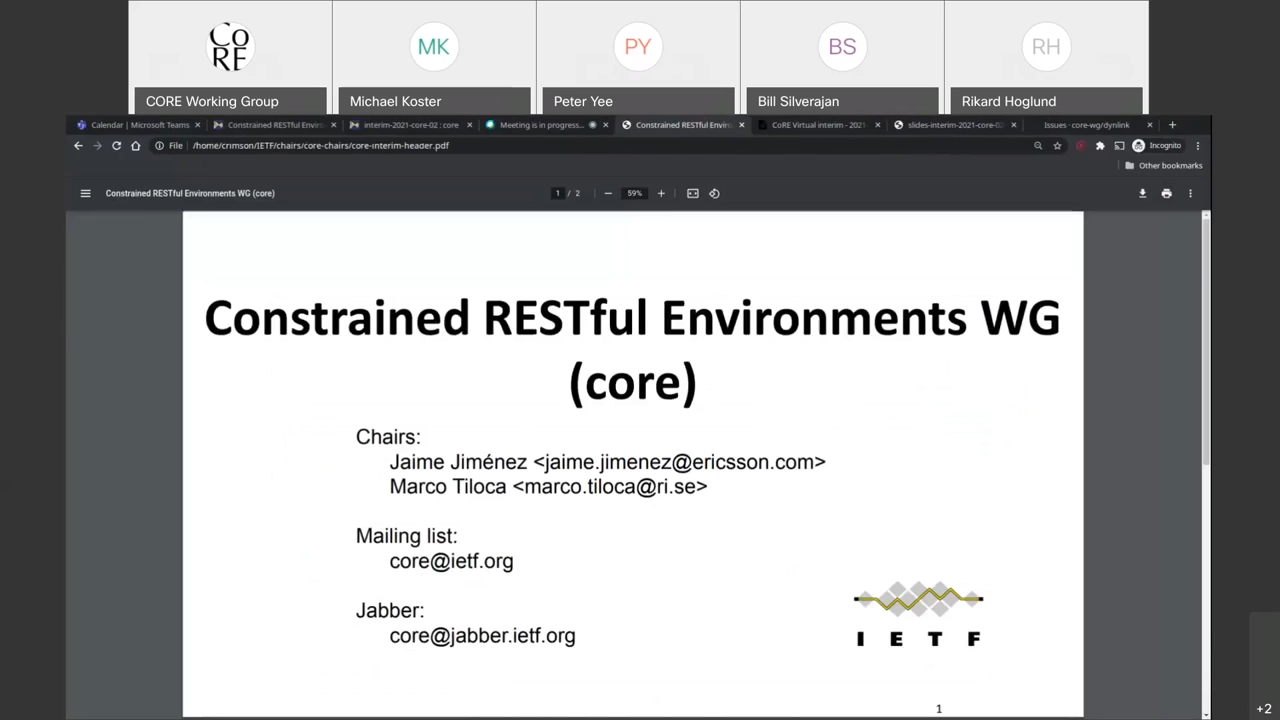 CORE
MK
PY
BS
RH
CORE Working Group
Michael Koster
Peter Yee
Bill Silverajan
Rikard Hoglund
Calendar | Microsoft Teams
Constrained RESTful Envi
interim-2021-core-02 : core
Meeting is in progress...
Constrained RESTful Envir
CoRE Virtual interim - 2021
slides-interim-2021-core-02
Issues · core-wg/dynlink
File
/home/crimson/IETF/chairs/core-chairs/core-interim-header.pdf
Incognito
Other bookmarks
Constrained RESTful Environments WG (core)
1 / 2
59%
Constrained RESTful Environments WG
(core)
Chairs:
Jaime Jiménez <jaime.jimenez@ericsson.com>
Marco Tiloca <marco.tiloca@ri.se>
Mailing list:
core@ietf.org
Jabber:
core@jabber.ietf.org
I E T F
1
+2